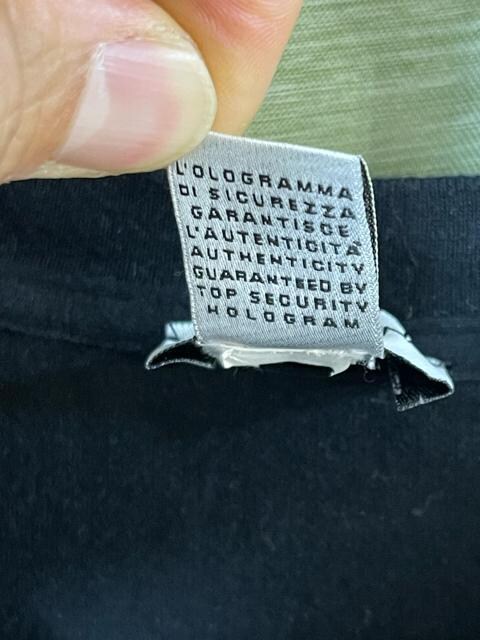 L'OLOGRAMMA
DI SICUREZZA
GARANTISCE
L'AUTENTICITÀ
AUTHENTICITY
GUARANTEED BY
TOP SECURITY
HOLOGRAM